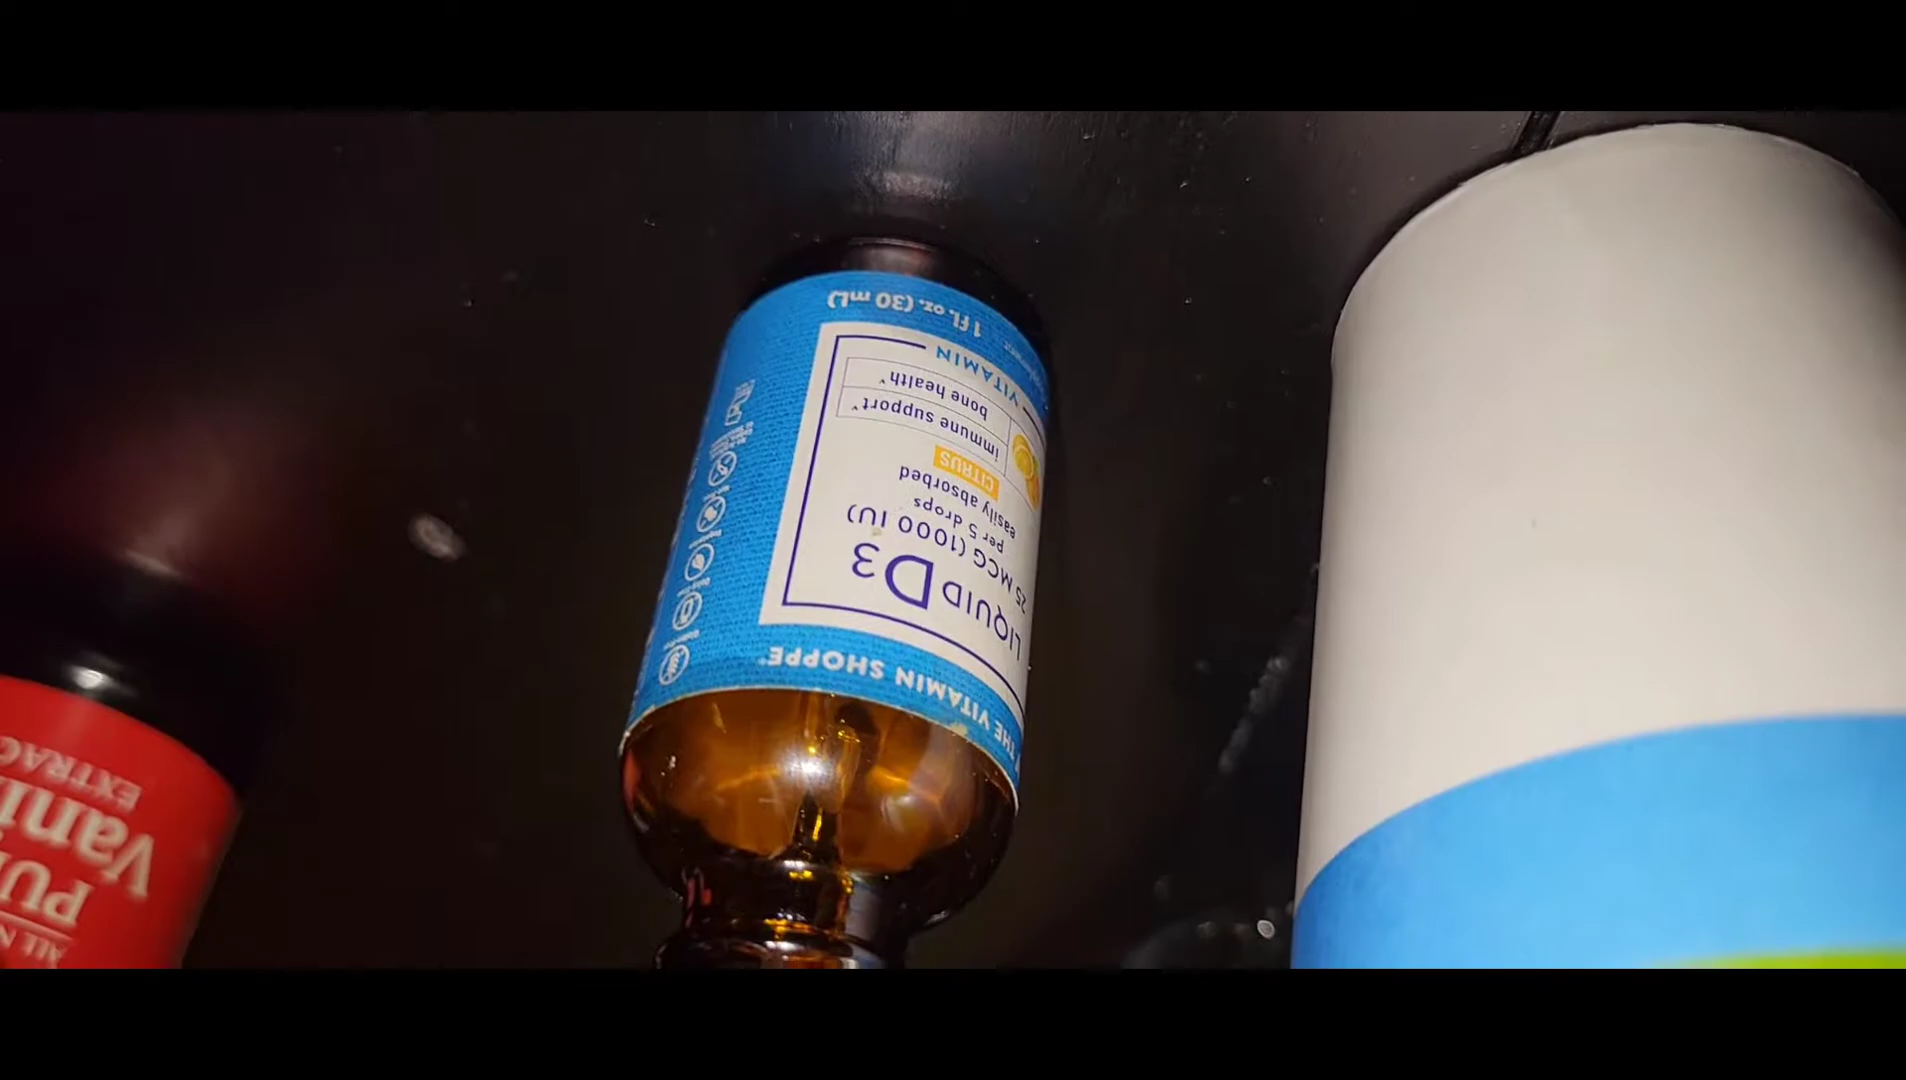 THE VITAMIN SHOPPE
LIQUID D3
25 MCG (1000 IU)
per 5 drops
easily absorbed
CITRUS
immune support
bone health
VITAMIN
1 fl. oz. (30 mL)
ALL N
PU
Vani
EXTRAC